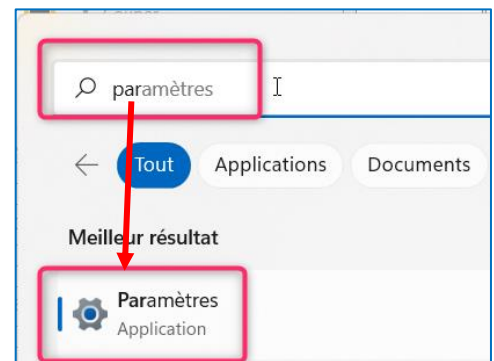 paramètres
Tout Applications Documents
Meilleur résultat
Paramètres
Application